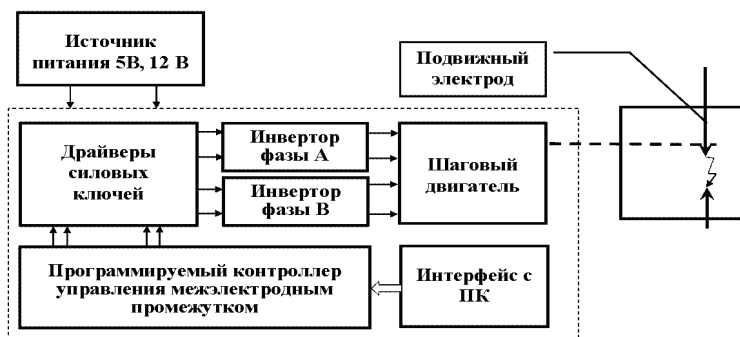 Источник
питания 5В, 12 В
Подвижный
электрод
Драйверы
силовых
ключей
Инвертор
фазы А
Инвертор
фазы В
Шаговый
двигатель
Программируемый контроллер
управления межэлектродным
промежутком
Интерфейс с
ПК